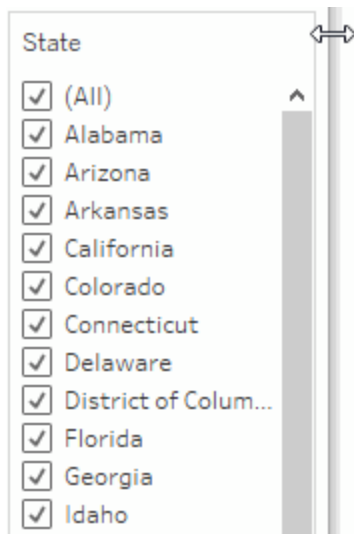 State
(All)
Alabama
Arizona
Arkansas
California
Colorado
Connecticut
Delaware
District of Colum...
Florida
Georgia
Idaho